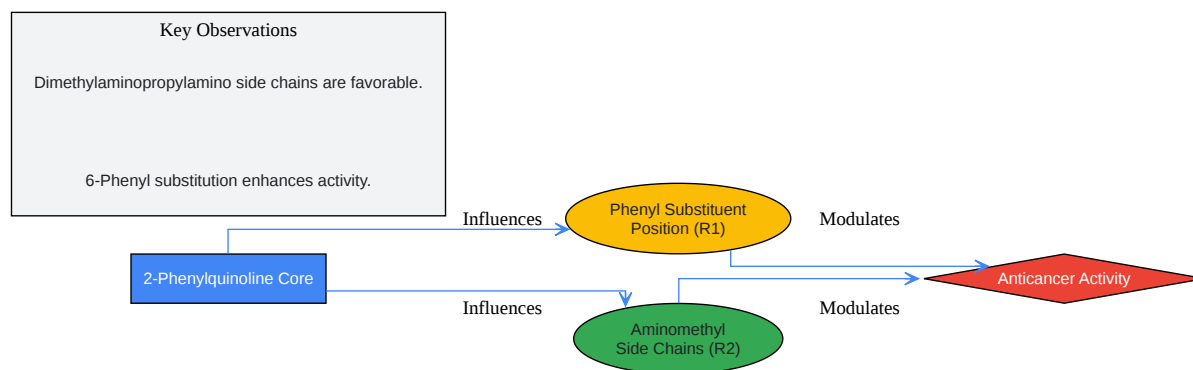 Key Observations
Dimethylaminopropylamino side chains are favorable.
6-Phenyl substitution enhances activity.
Influences
Phenyl Substituent
Position (R1)
Modulates
2-Phenylquinoline Core
Anticancer Activity
Influences
Aminomethyl
Side Chains (R2)
Modulates